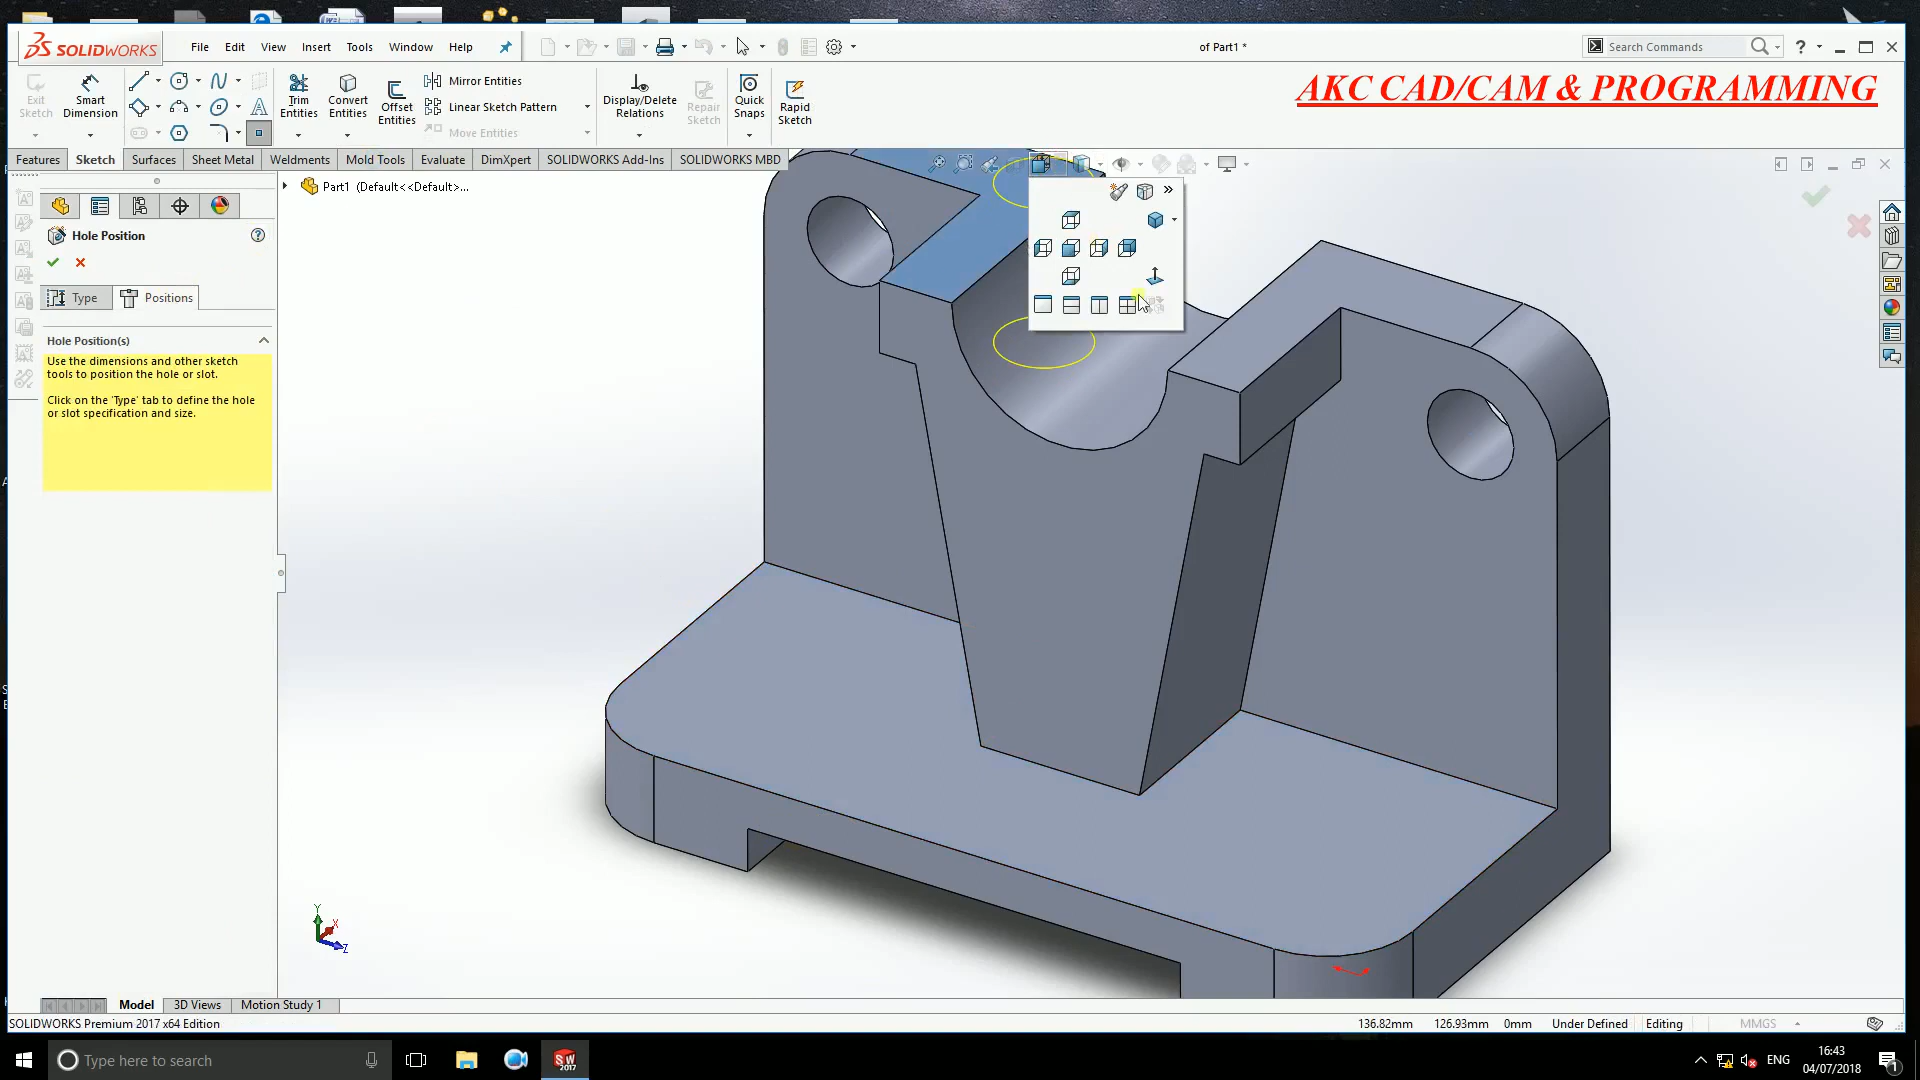 SOLIDWORKS
File Edit View Insert Tools Window Help
of Part1 *
Search Commands
?
AKC CAD/CAM & PROGRAMMING
Exit Sketch
Smart Dimension
Trim Entities
Convert Entities
Offset Entities
Mirror Entities
Linear Sketch Pattern
Move Entities
Display/Delete Relations
Repair Sketch
Quick Snaps
Rapid Sketch
Features Sketch Surfaces Sheet Metal Weldments Mold Tools Evaluate DimXpert SOLIDWORKS Add-Ins SOLIDWORKS MBD
Part1 (Default<<Default>...
Hole Position
Type Positions
Hole Position(s)
Use the dimensions and other sketch
tools to position the hole or slot.
Click on the 'Type' tab to define the hole
or slot specification and size.
Y
X
Z
Model 3D Views Motion Study 1
SOLIDWORKS Premium 2017 x64 Edition
136.82mm 126.93mm 0mm Under Defined Editing MMGS
Type here to search
SW
2017
ENG
16:43
04/07/2018
1